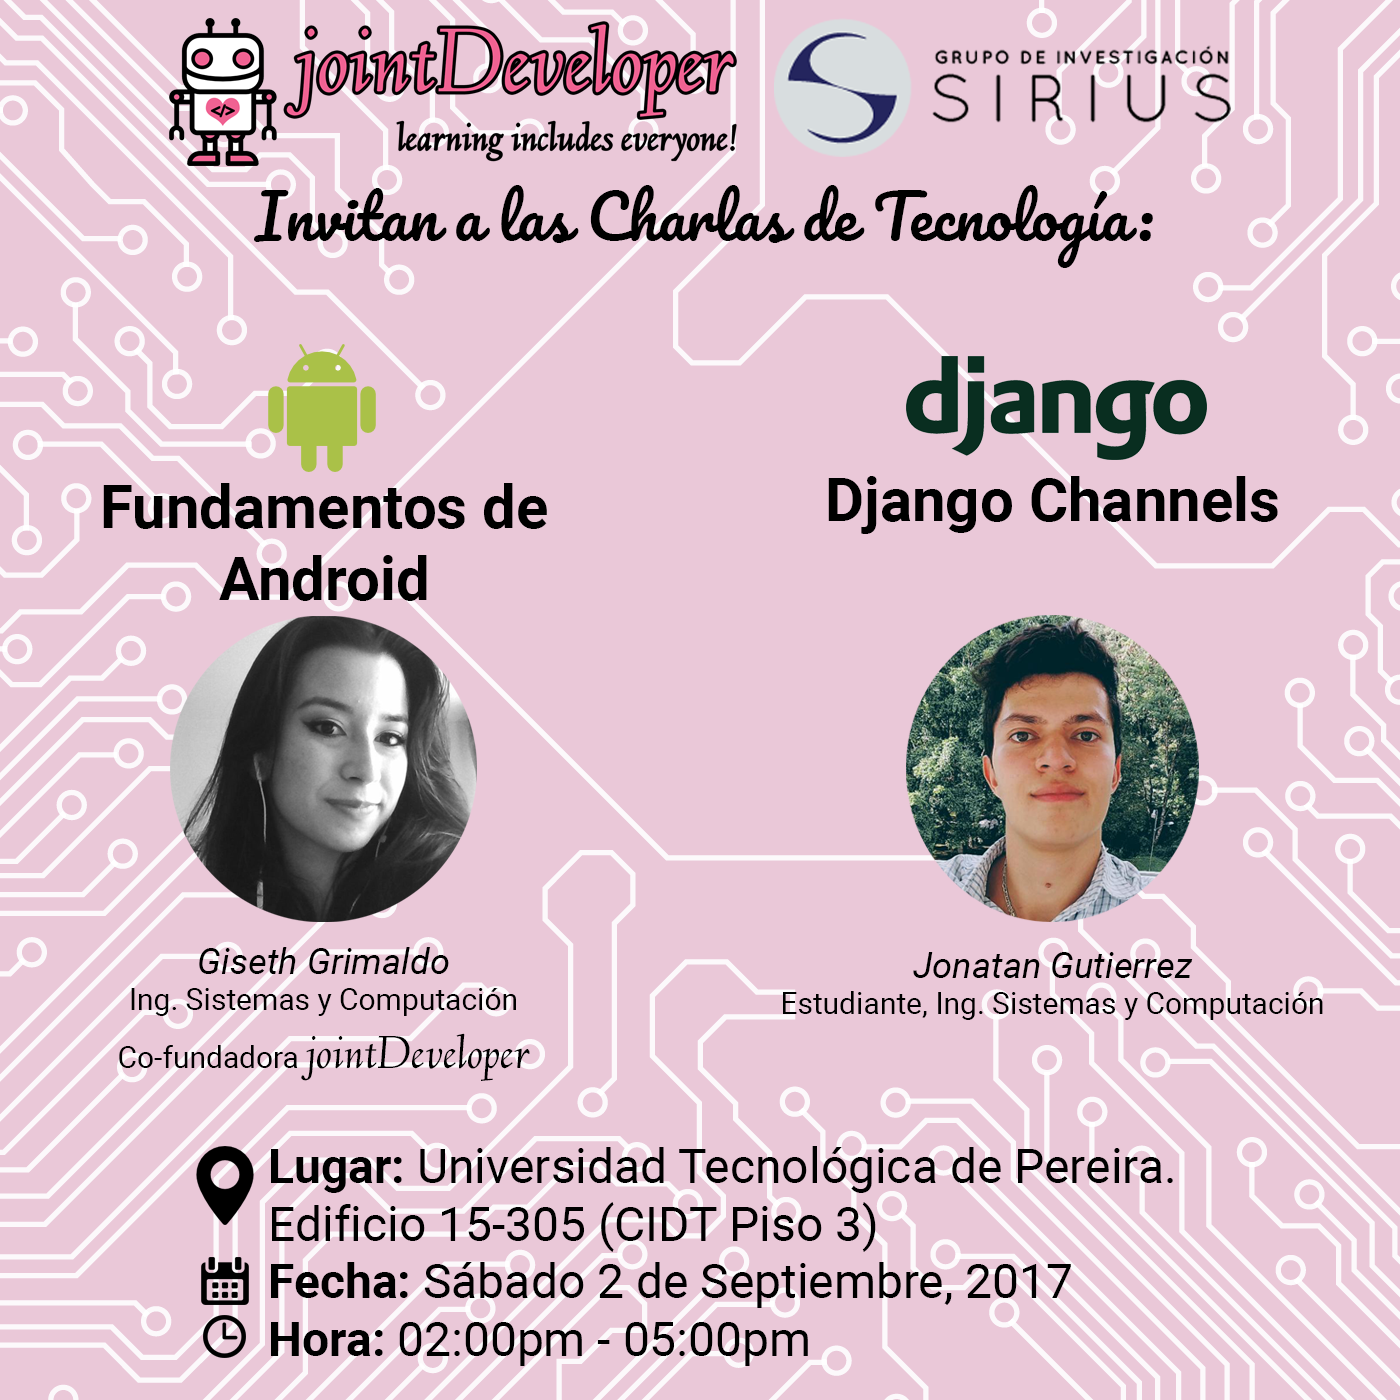 jointDeveloper
learning includes everyone!
GRUPO DE INVESTIGACIÓN
SIRIUS
Invitan a las Charlas de Tecnología:
Fundamentos de
Android
Giseth Grimaldo
Ing. Sistemas y Computación
Co-fundadora jointDeveloper
django
Django Channels
Jonatan Gutierrez
Estudiante, Ing. Sistemas y Computación
Lugar: Universidad Tecnológica de Pereira.
Edificio 15-305 (CIDT Piso 3)
Fecha: Sábado 2 de Septiembre, 2017
Hora: 02:00pm - 05:00pm